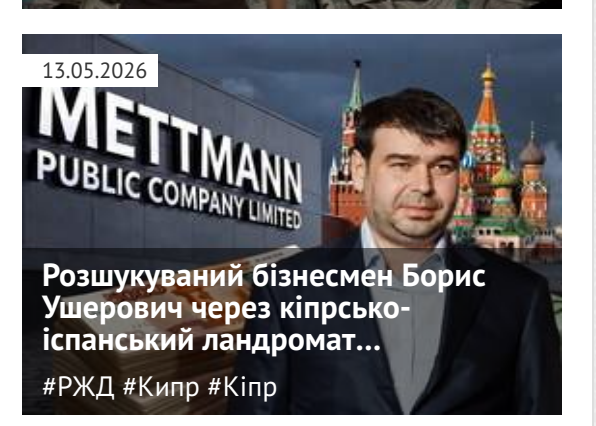 13.05.2026
METTMANN
PUBLIC COMPANY LIMITED
Розшукуваний бізнесмен Борис
Ушерович через кіпрсько-
іспанський ландромат...
#РЖД #Кипр #Кіпр